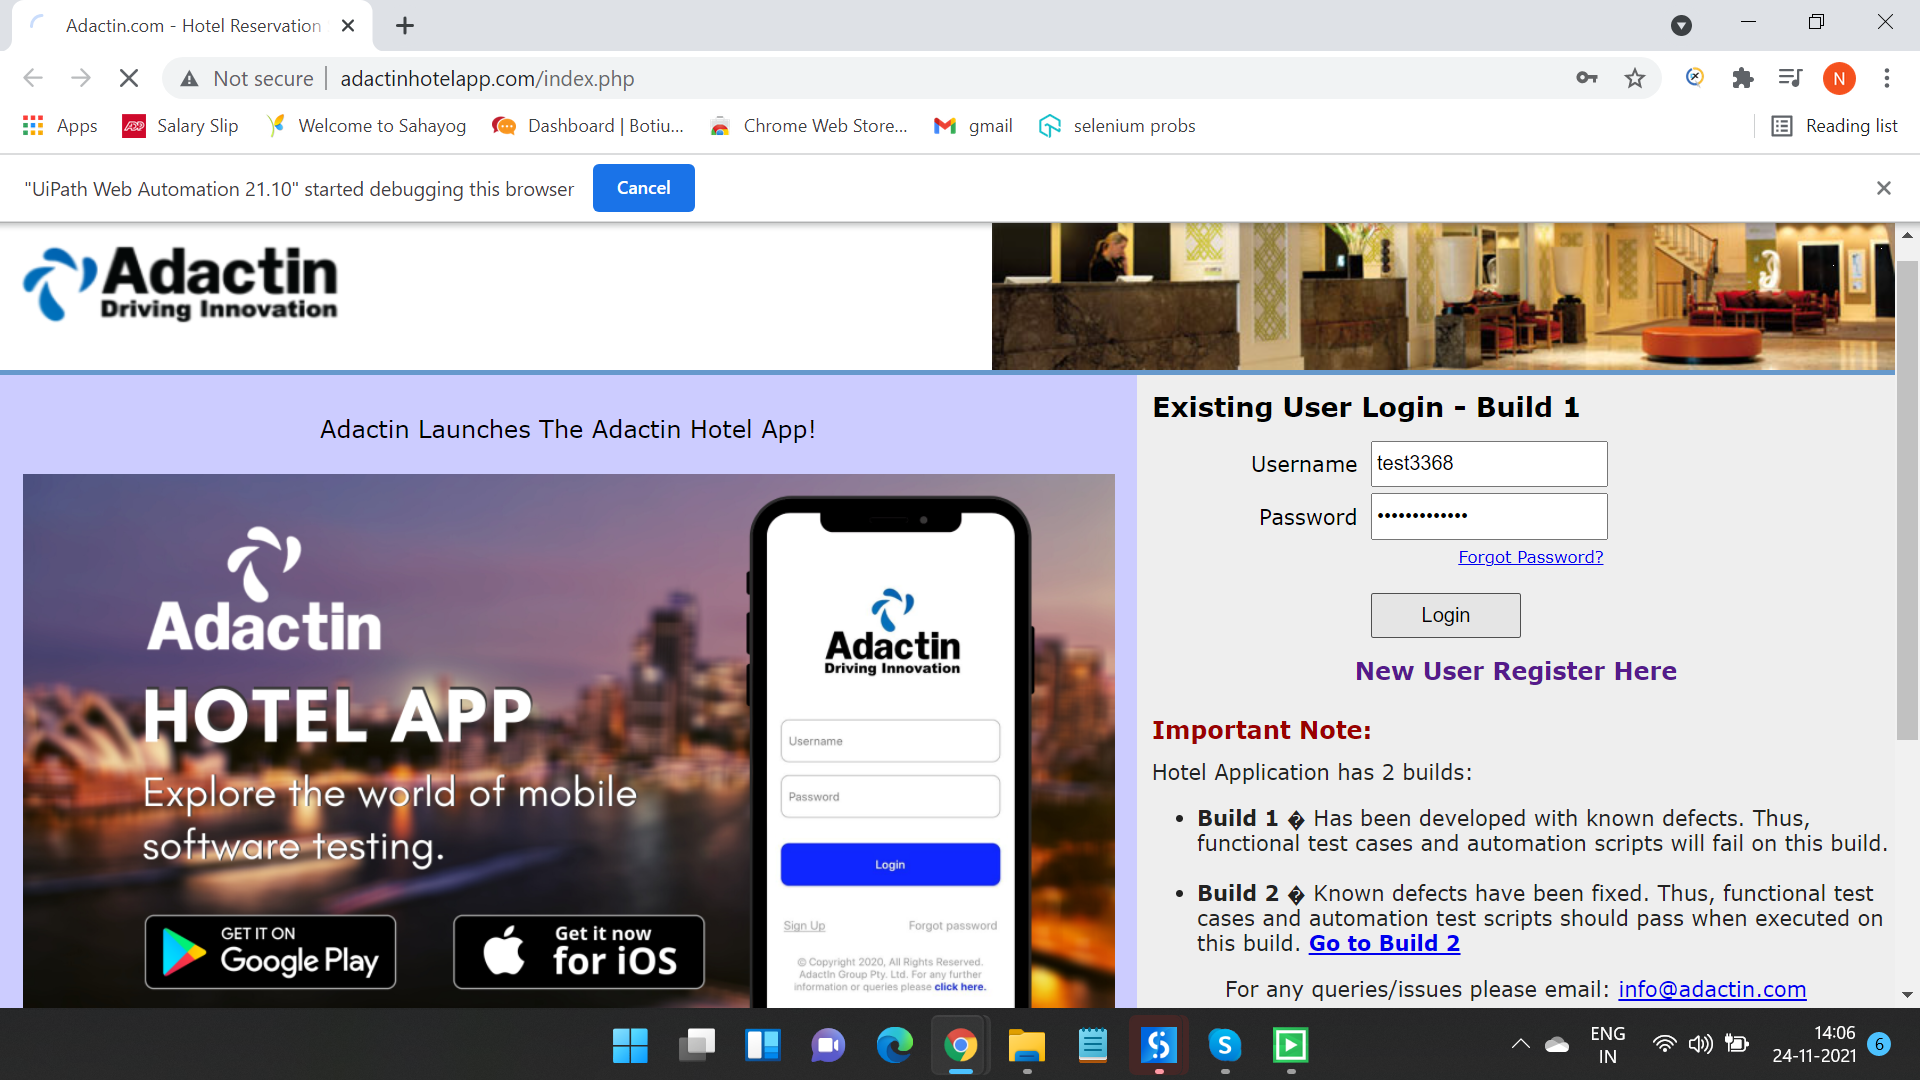 Adactin.com - Hotel Reservation
Not secure | adactinhotelapp.com/index.php
N
Apps
Salary Slip
Welcome to Sahayog
Dashboard | Botiu...
Chrome Web Store...
gmail
selenium probs
Reading list
"UiPath Web Automation 21.10" started debugging this browser
Cancel
Adactin
Driving Innovation
Adactin Launches The Adactin Hotel App!
Adactin
HOTEL APP
Explore the world of mobile
software testing.
GET IT ON
Google Play
Get it now
for iOS
Adactin
Driving Innovation
Username
Password
Login
Sign Up
Forgot password
© Copyright 2020, All Rights Reserved.
AdactIn Group Pty. Ltd. For any further
information or queries please click here.
Existing User Login - Build 1
Username
test3368
Password
•••••••••••••
Forgot Password?
Login
New User Register Here
Important Note:
Hotel Application has 2 builds:
• Build 1 � Has been developed with known defects. Thus,
functional test cases and automation scripts will fail on this build.
• Build 2 � Known defects have been fixed. Thus, functional test
cases and automation test scripts should pass when executed on
this build. Go to Build 2
For any queries/issues please email: info@adactin.com
ENG
IN
14:06
24-11-2021
6